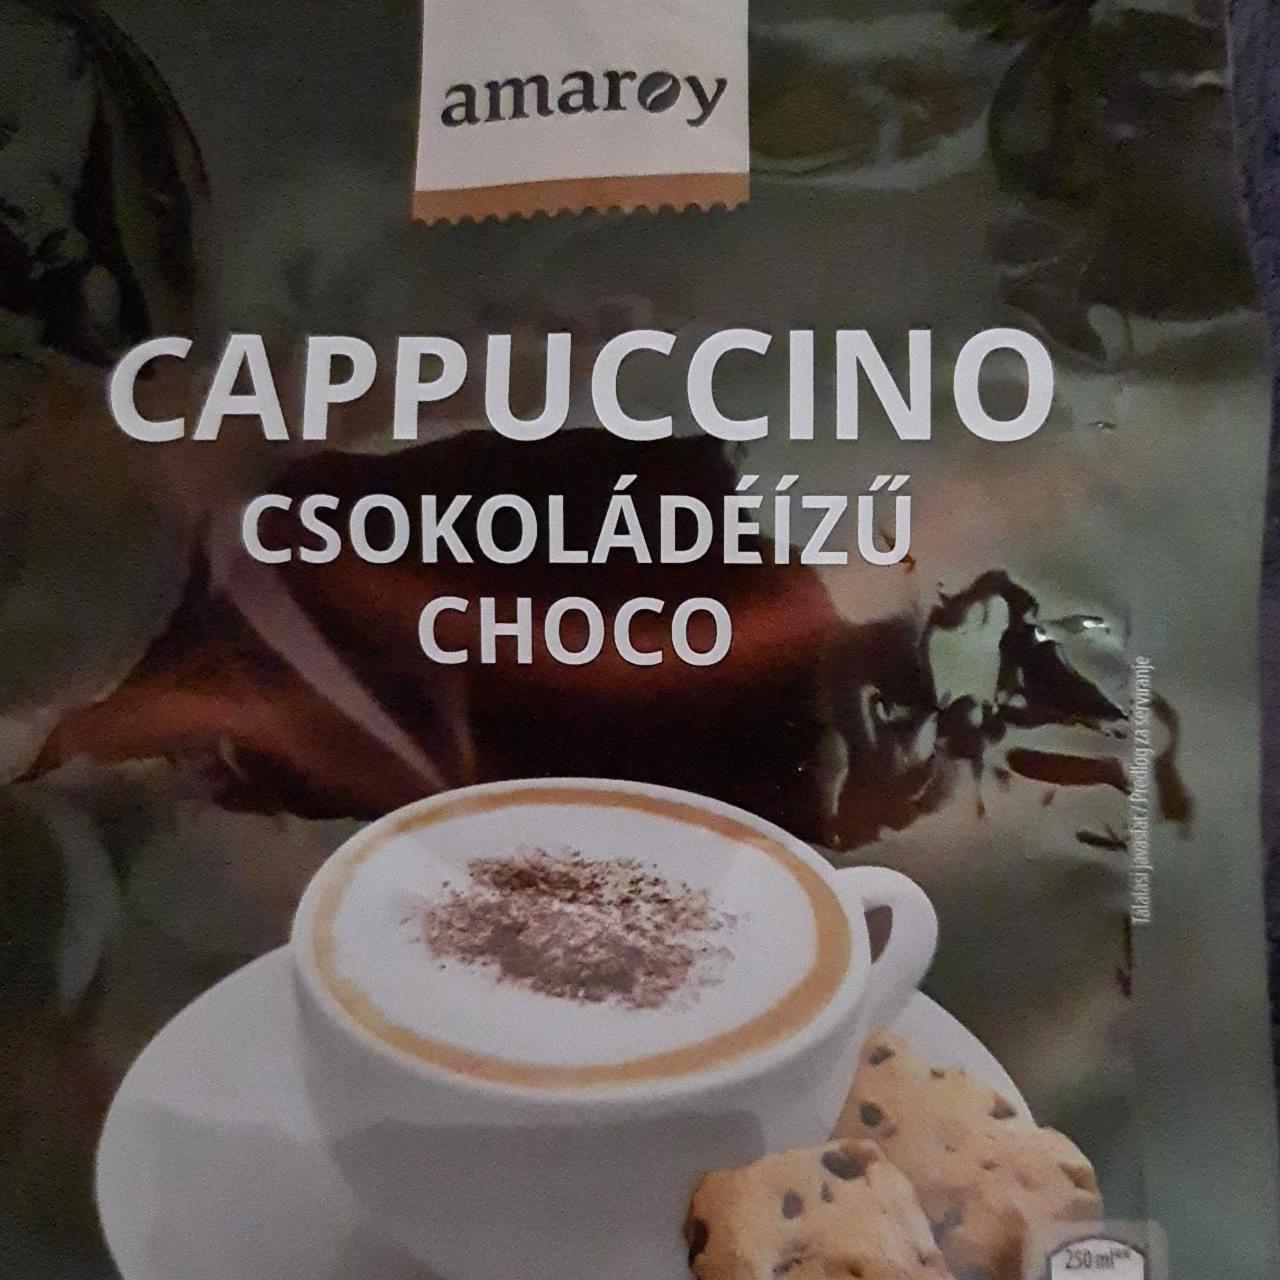 amaroy
CAPPUCCINO
CSOKOLÁDÉÍZŰ
CHOCO
Tálalási javaslat / Predlog za serviranje
250 ml